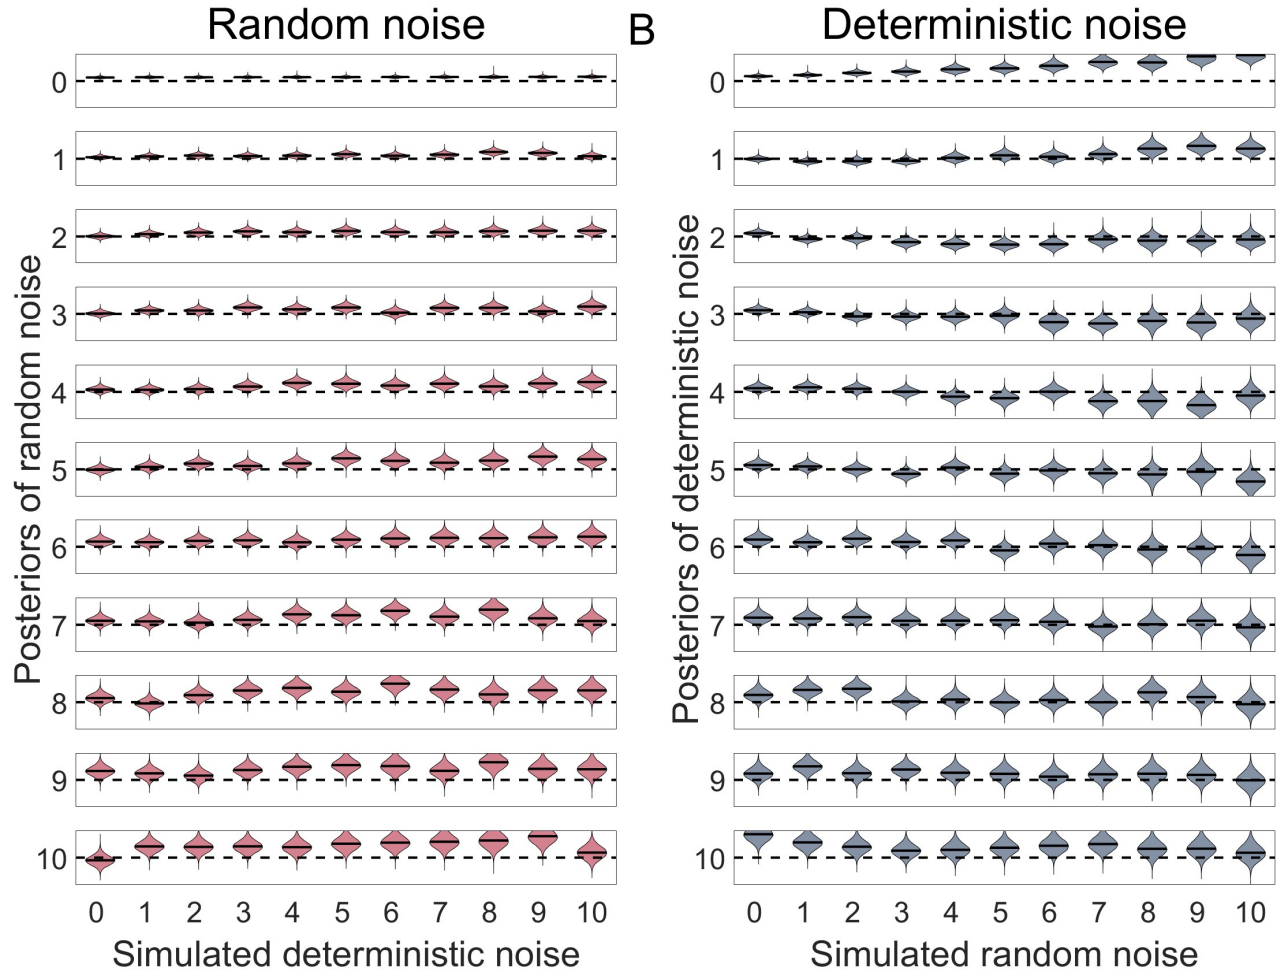 Random noise
B
Deterministic noise
Posteriors of random noise
0
1
2
3
4
5
6
7
8
9
10
0 1 2 3 4 5 6 7 8 9 10
Simulated deterministic noise
Posteriors of deterministic noise
0
1
2
3
4
5
6
7
8
9
10
0 1 2 3 4 5 6 7 8 9 10
Simulated random noise